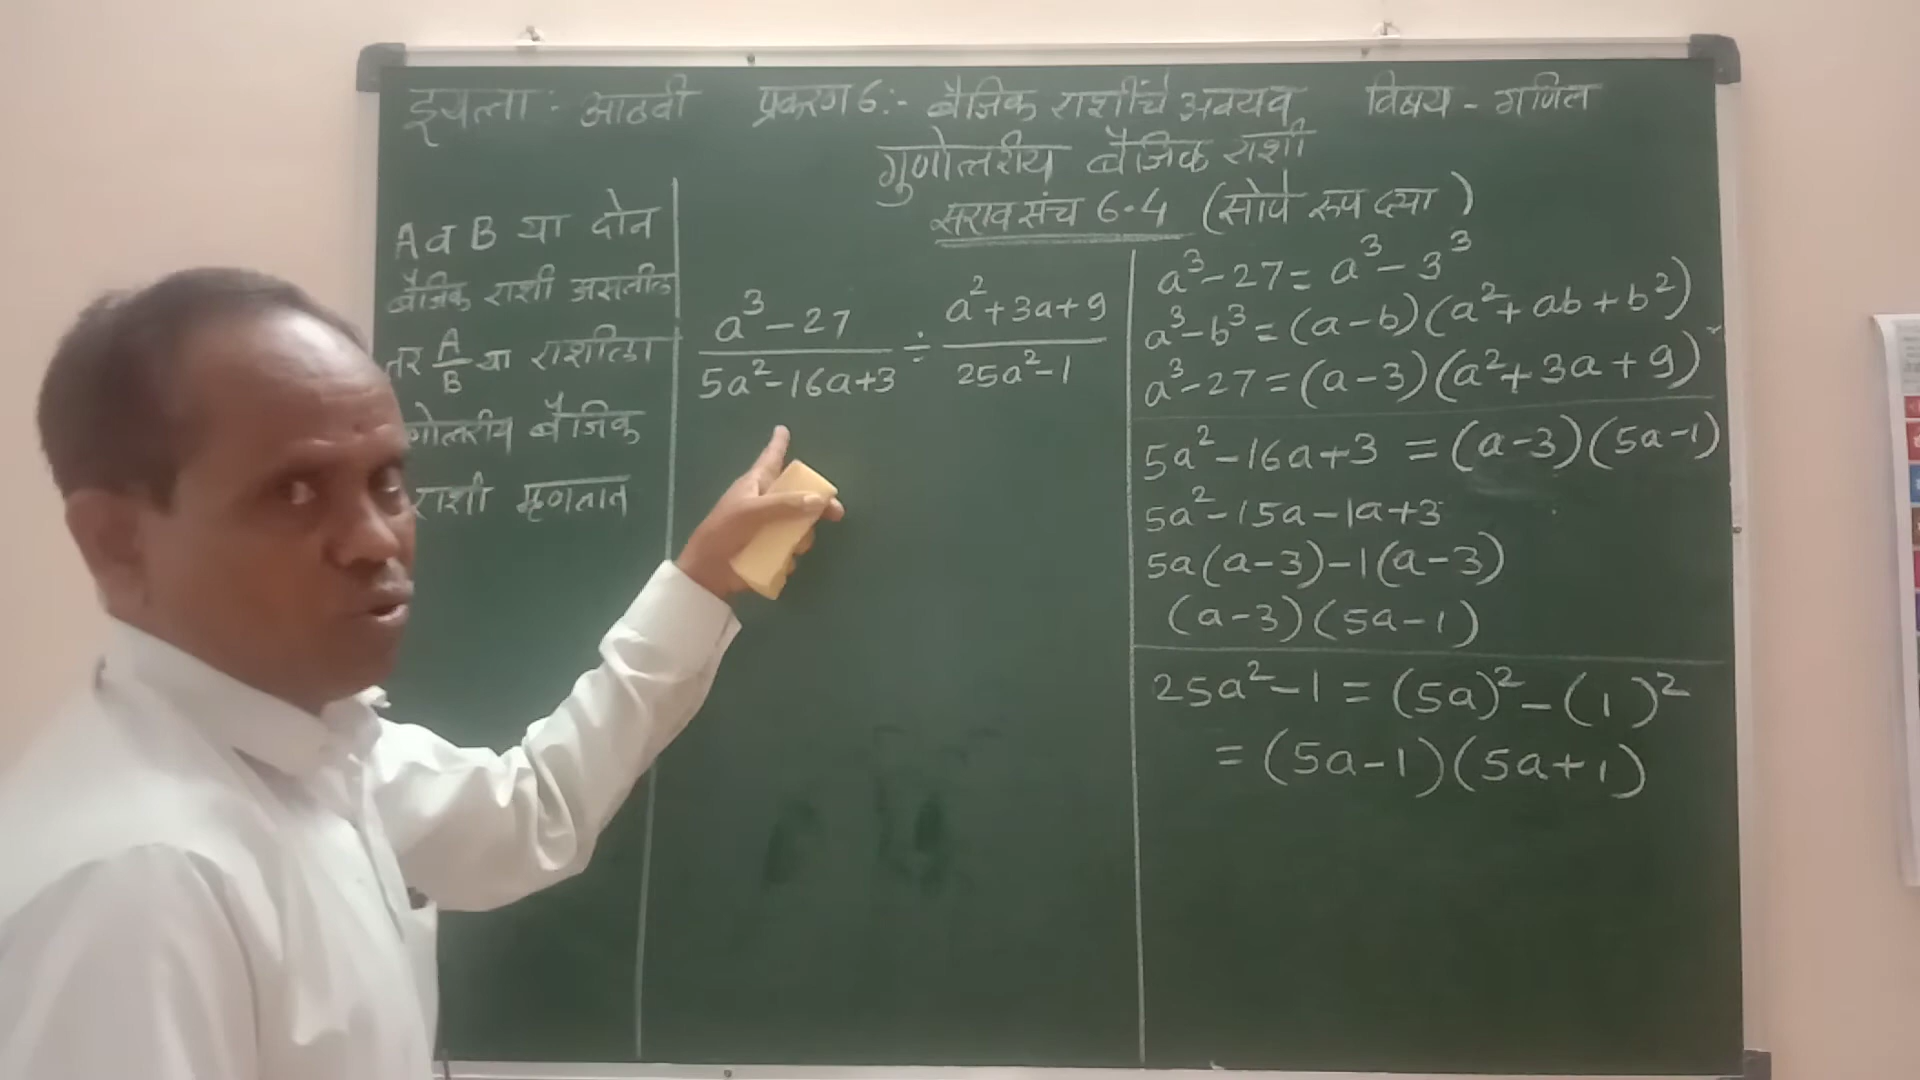 इयत्ता :- आठवी प्रकरण 6:- बैजिक राशींचे अवयव विषय - गणित
गुणोत्तरीय बैजिक राशी
सराव संच 6.4 (सोपे रूप द्या)
A व B या दोन
बैजिक राशी असतील
तर A/B या राशीला
गोत्तरीय बैजिक
राशी म्हणतात
a³-27 / 5a²-16a+3 ÷ a²+3a+9 / 25a²-1
a³-27 = a³-3³
a³-b³ = (a-b)(a²+ab+b²)
a³-27 = (a-3)(a²+3a+9)
5a²-16a+3 = (a-3)(5a-1)
5a²-15a-1a+3
5a(a-3)-1(a-3)
(a-3)(5a-1)
25a²-1 = (5a)²-(1)²
= (5a-1)(5a+1)